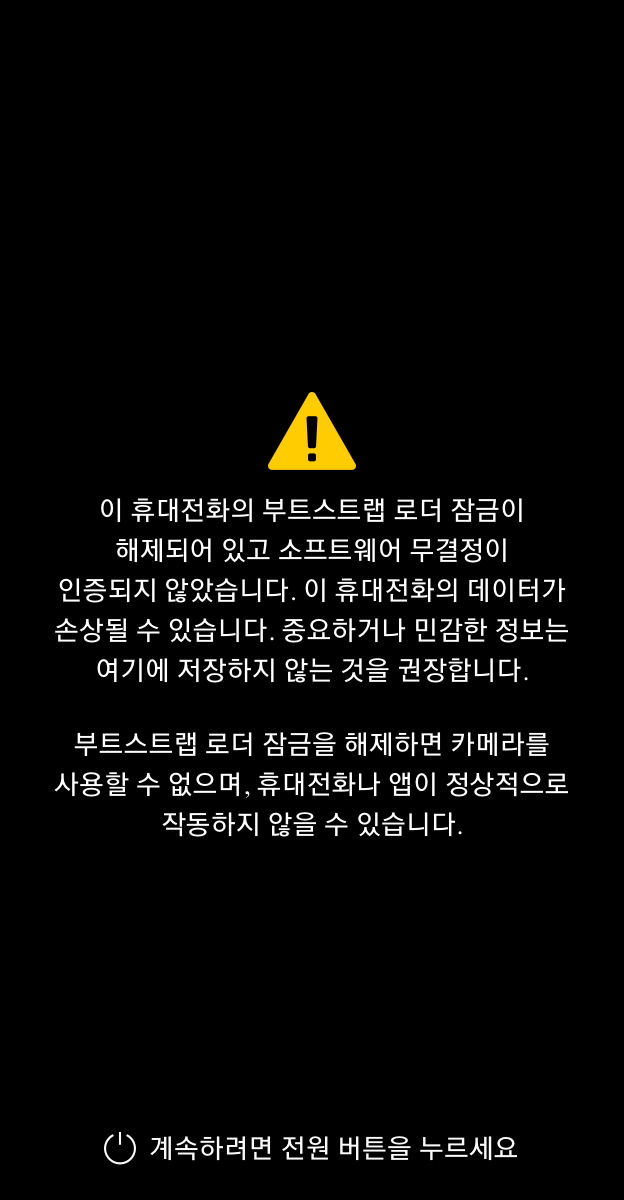 이 휴대전화의 부트스트랩 로더 잠금이
해제되어 있고 소프트웨어 무결정이
인증되지 않았습니다. 이 휴대전화의 데이터가
손상될 수 있습니다. 중요하거나 민감한 정보는
여기에 저장하지 않는 것을 권장합니다.
부트스트랩 로더 잠금을 해제하면 카메라를
사용할 수 없으며, 휴대전화나 앱이 정상적으로
작동하지 않을 수 있습니다.
계속하려면 전원 버튼을 누르세요